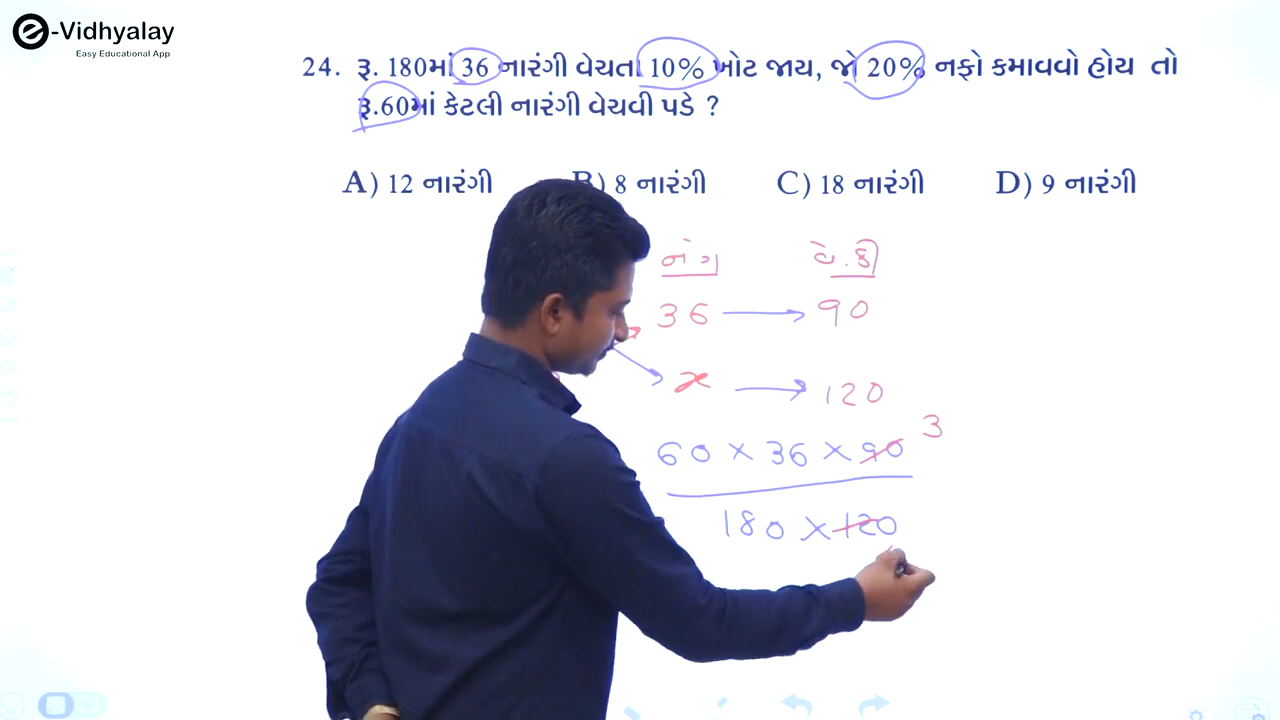 e-Vidhyalay
Easy Educational App
24. રૂ. 180માં 36 નારંગી વેચતા 10% ખોટ જાય, જો 20% નફો કમાવવો હોય તો
રૂ.60માં કેટલી નારંગી વેચવી પડે ?
A) 12 નારંગી B) 8 નારંગી C) 18 નારંગી D) 9 નારંગી
નંગ વે.કિં
36 → 90
x → 120
3
60 × 36 × 90
180 × 120